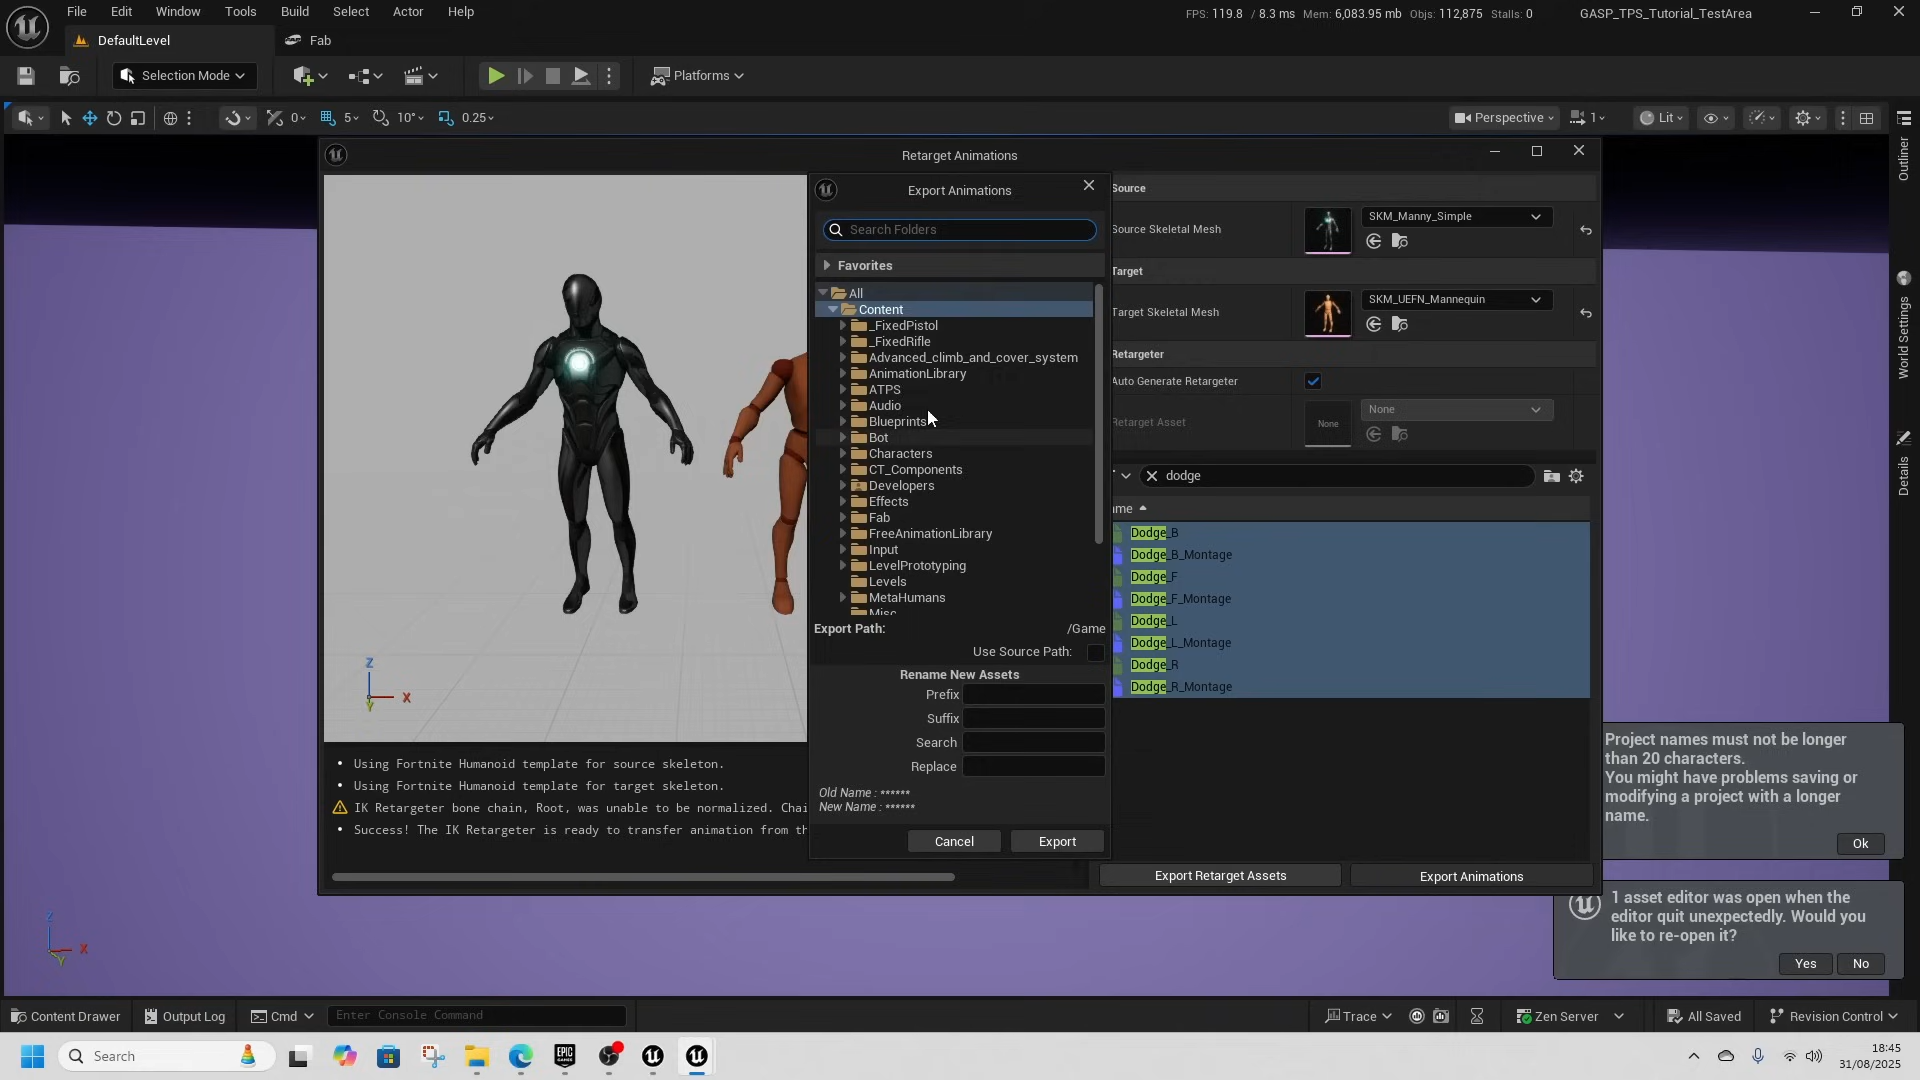 File Edit Window Tools Build Select Actor Help
FPS: 119.8 / 8.3 ms Mem: 6,083.95 mb Objs: 112,875 Stalls: 0
GASP_TPS_Tutorial_TestArea
DefaultLevel
Fab
Selection Mode
Platforms
0
5
10°
0.25
Perspective
1
Lit
Outliner
World Settings
Details
Retarget Animations
Export Animations
Search Folders
Favorites
All
Content
_FixedPistol
_FixedRifle
Advanced_climb_and_cover_system
AnimationLibrary
ATPS
Audio
Blueprints
Bot
Characters
CT_Components
Developers
Effects
Fab
FreeAnimationLibrary
Input
LevelPrototyping
Levels
MetaHumans
Misc
Export Path: /Game
Use Source Path:
Rename New Assets
Prefix
Suffix
Search
Replace
Old Name : ******
New Name : ******
Cancel
Export
Source
Source Skeletal Mesh
SKM_Manny_Simple
Target
Target Skeletal Mesh
SKM_UEFN_Mannequin
Retargeter
Auto Generate Retargeter
Retarget Asset
None
None
dodge
ame
Dodge_B
Dodge_B_Montage
Dodge_F
Dodge_F_Montage
Dodge_L
Dodge_L_Montage
Dodge_R
Dodge_R_Montage
Export Retarget Assets
Export Animations
Z
X
Y
• Using Fortnite Humanoid template for source skeleton.
• Using Fortnite Humanoid template for target skeleton.
IK Retargeter bone chain, Root, was unable to be normalized. Chai
• Success! The IK Retargeter is ready to transfer animation from th
Z
X
Y
Project names must not be longer
than 20 characters.
You might have problems saving or
modifying a project with a longer
name.
Ok
1 asset editor was open when the
editor quit unexpectedly. Would you
like to re-open it?
Yes
No
Content Drawer
Output Log
Cmd
Enter Console Command
Trace
Zen Server
All Saved
Revision Control
Search
EPIC
GAMES
18:45
31/08/2025